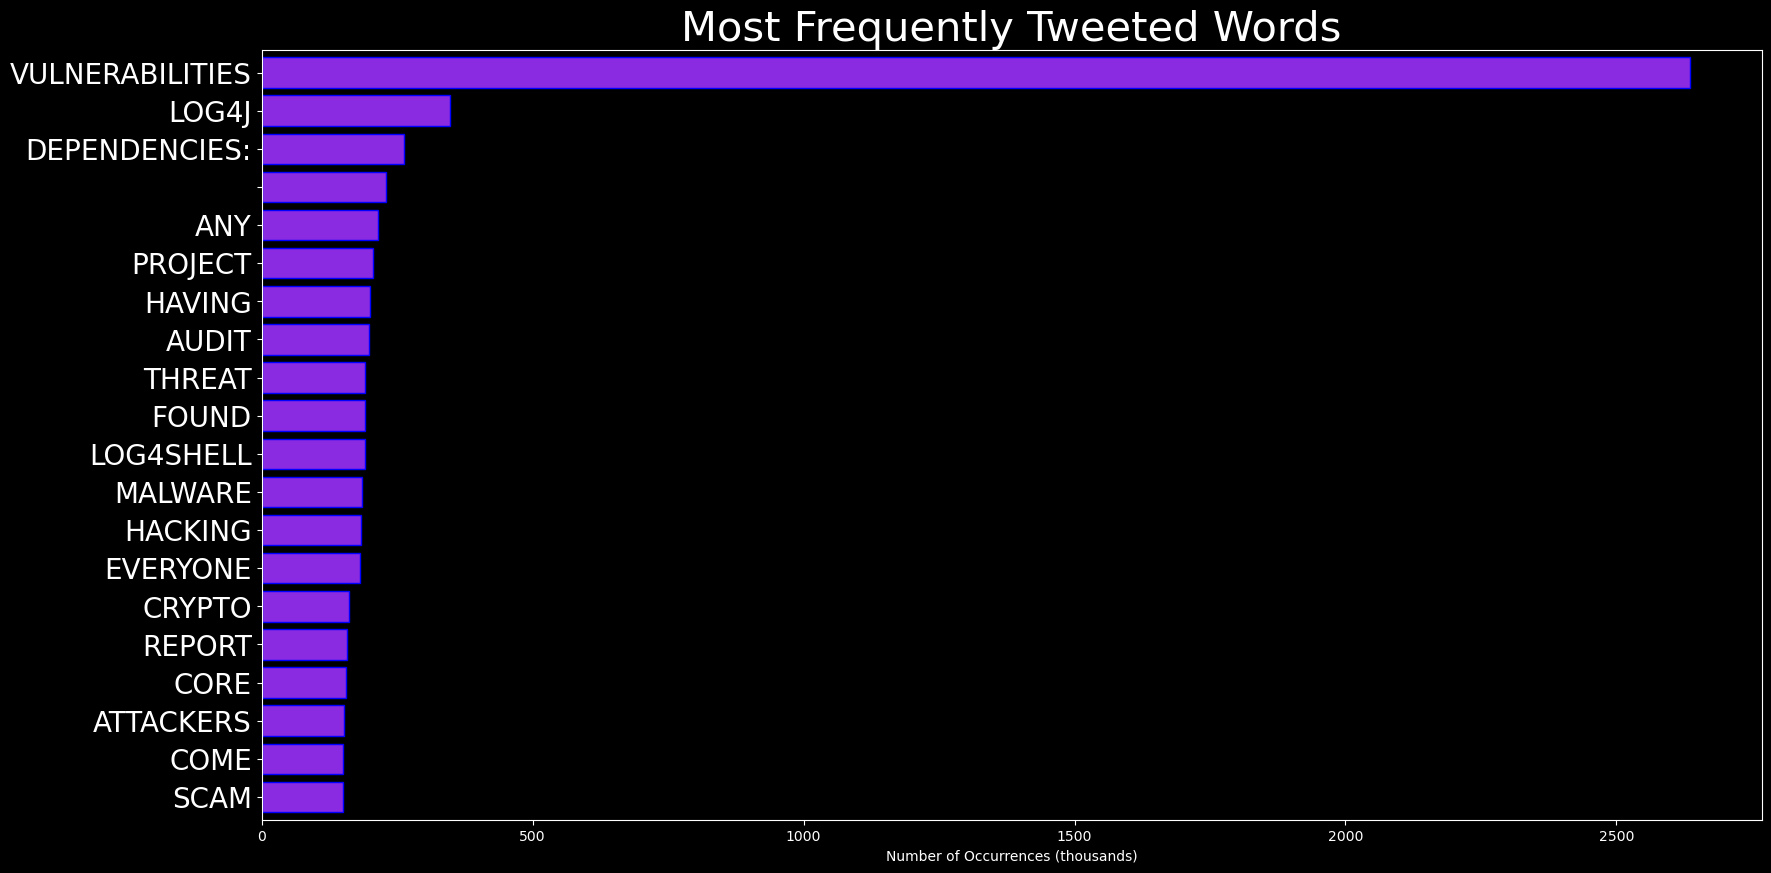 Most Frequently Tweeted Words
VULNERABILITIES
LOG4J
DEPENDENCIES:
ANY
PROJECT
HAVING
AUDIT
THREAT
FOUND
LOG4SHELL
MALWARE
HACKING
EVERYONE
CRYPTO
REPORT
CORE
ATTACKERS
COME
SCAM
0 500 1000 1500 2000 2500
Number of Occurrences (thousands)